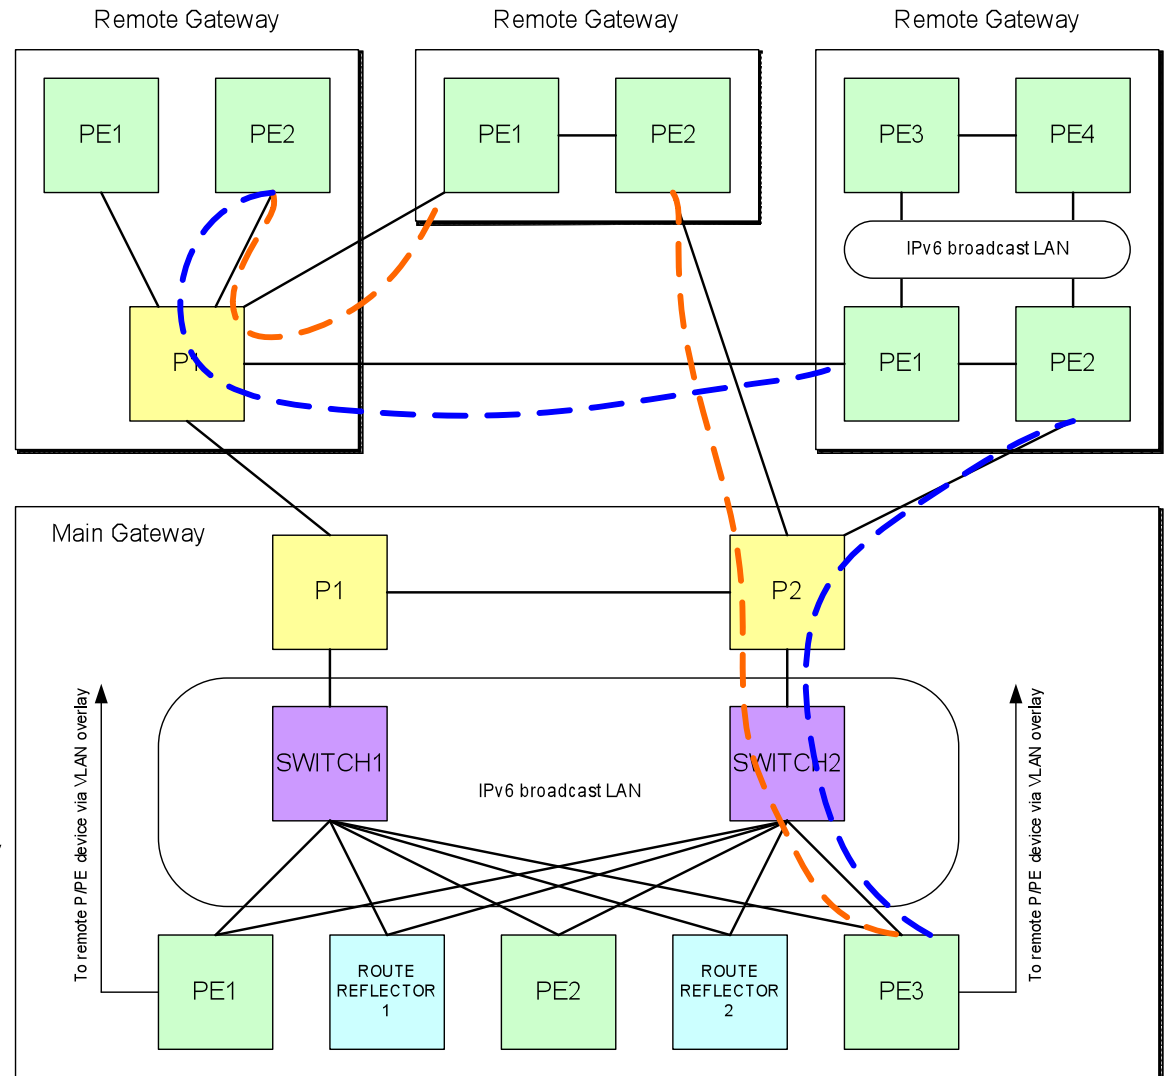 Remote Gateway
Remote Gateway
Remote Gateway
PE1
PE2
PE1
PE2
PE3
PE4
IPv6 broadcast LAN
P1
PE1
PE2
Main Gateway
P1
P2
To remote P/PE device via VLAN overlay
SWITCH1
IPv6 broadcast LAN
SWITCH2
To remote P/PE device via VLAN overlay
PE1
ROUTE
REFLECTOR
1
PE2
ROUTE
REFLECTOR
2
PE3